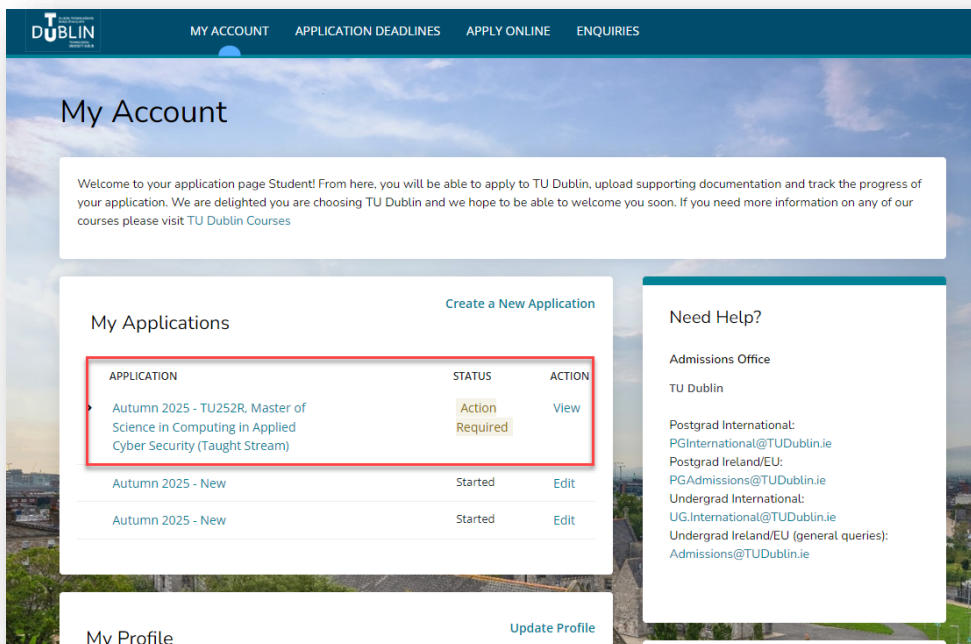 DUBLIN
MY ACCOUNT APPLICATION DEADLINES APPLY ONLINE ENQUIRIES
My Account
Welcome to your application page Student! From here, you will be able to apply to TU Dublin, upload supporting documentation and track the progress of
your application. We are delighted you are choosing TU Dublin and we hope to be able to welcome you soon. If you need more information on any of our
courses please visit TU Dublin Courses
Create a New Application
My Applications
APPLICATION STATUS ACTION
Autumn 2025 - TU252R, Master of
Science in Computing in Applied
Cyber Security (Taught Stream)
Action
Required
View
Autumn 2025 - New Started Edit
Autumn 2025 - New Started Edit
Need Help?
Admissions Office
TU Dublin
Postgrad International:
PGInternational@TUDublin.ie
Postgrad Ireland/EU:
PGAdmissions@TUDublin.ie
Undergrad International:
UG.International@TUDublin.ie
Undergrad Ireland/EU (general queries):
Admissions@TUDublin.ie
Update Profile
My Profile